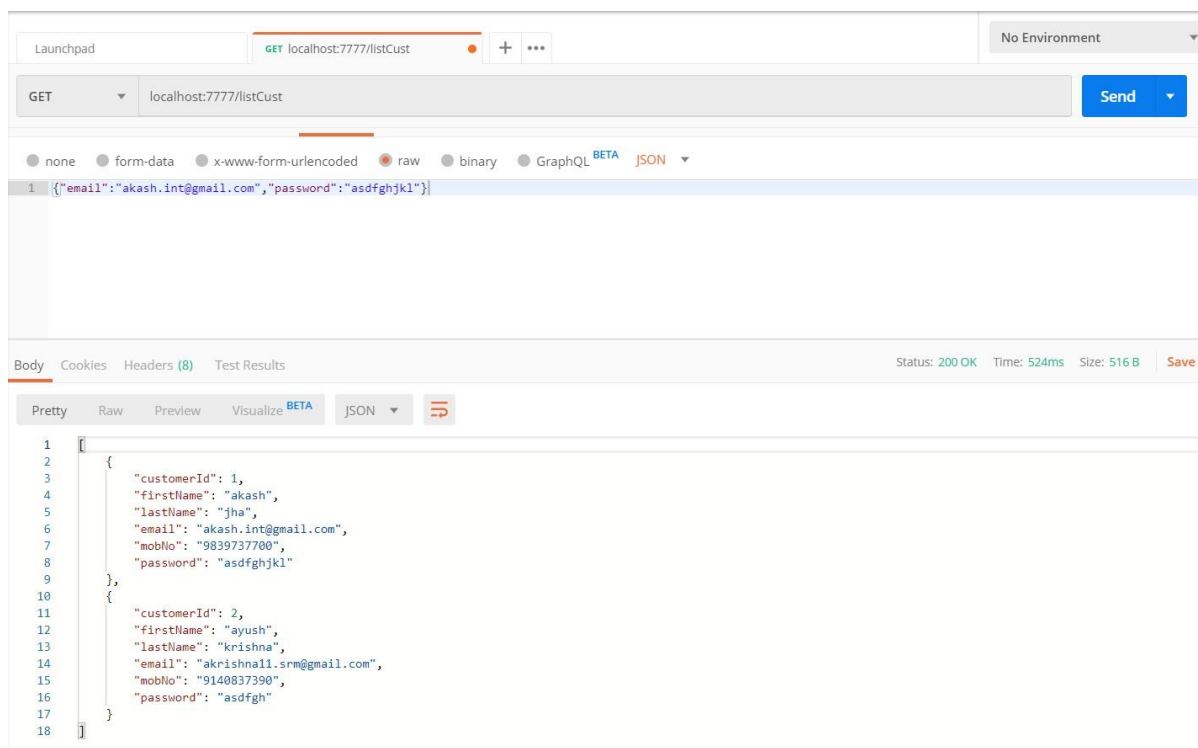 Launchpad
GET localhost:7777/listCust
+ •••
No Environment
GET
localhost:7777/listCust
Send
none form-data x-www-form-urlencoded raw binary GraphQL BETA JSON
1 {"email":"akash.int@gmail.com","password":"asdfghjkl"}
Body Cookies Headers (8) Test Results
Status: 200 OK Time: 524ms Size: 516 B Save
Pretty Raw Preview Visualize BETA JSON
1 [
2 {
3 "customerId": 1,
4 "firstName": "akash",
5 "lastName": "jha",
6 "email": "akash.int@gmail.com",
7 "mobNo": "9839737700",
8 "password": "asdfghjkl"
9 },
10 {
11 "customerId": 2,
12 "firstName": "ayush",
13 "lastName": "krishna",
14 "email": "akrishna11.srm@gmail.com",
15 "mobNo": "9140837390",
16 "password": "asdfgh"
17 }
18 ]